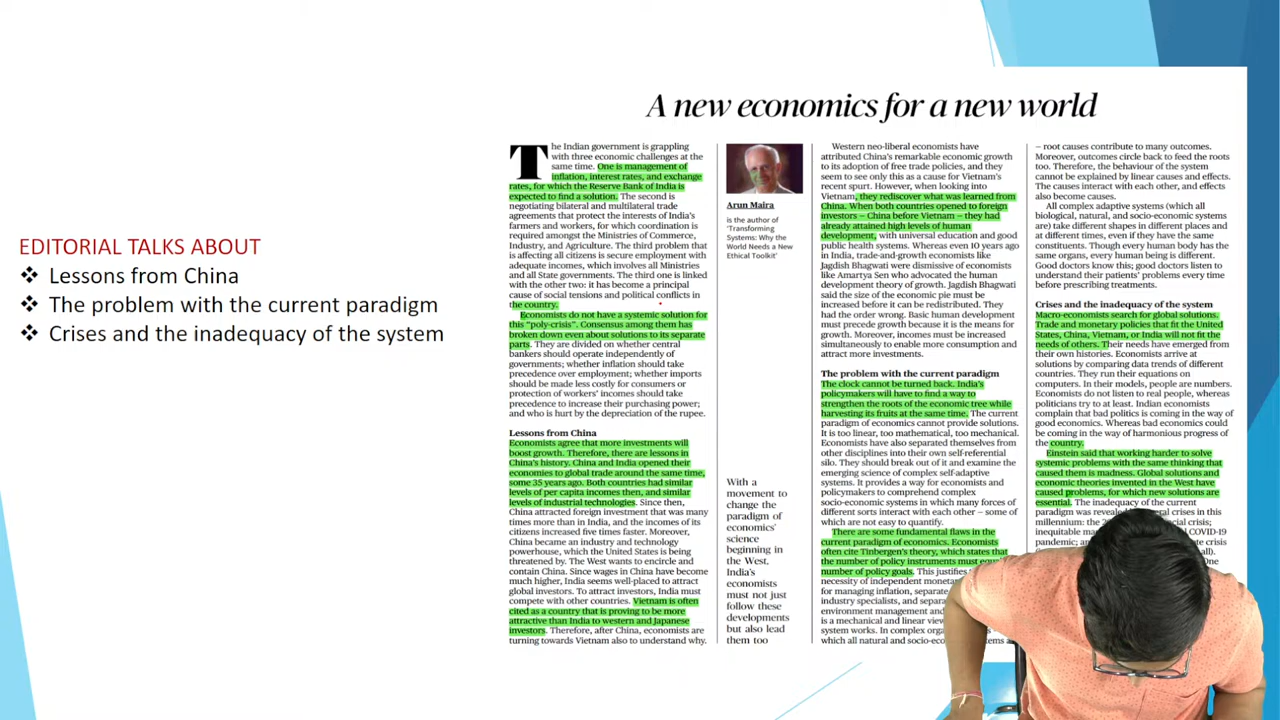 A new economics for a new world
EDITORIAL TALKS ABOUT
❖ Lessons from China
❖ The problem with the current paradigm
❖ Crises and the inadequacy of the system
The Indian government is grappling
with three economic challenges at the
same time. One is management of
inflation, interest rates, and exchange
rates, for which the Reserve Bank of India is
expected to find a solution. The second is
negotiating bilateral and multilateral trade
agreements that protect the interests of India's
farmers and workers, for which coordination is
required amongst the Ministries of Commerce,
Industry, and Agriculture. The third problem that
is affecting all citizens is secure employment with
adequate incomes, which involves all Ministries
and all State governments. The third one is linked
with the other two: it has become a principal
cause of social tensions and political conflicts in
the country.
Economists do not have a systemic solution for
this “poly-crisis”. Consensus among them has
broken down even about solutions to its separate
parts. They are divided on whether central
bankers should operate independently of
governments; whether inflation should take
precedence over employment; whether imports
should be made less costly for consumers or
protection of workers' incomes should take
precedence to increase their purchasing power;
and who is hurt by the depreciation of the rupee.
Lessons from China
Economists agree that more investments will
boost growth. Therefore, there are lessons in
China's history. China and India opened their
economies to global trade around the same time,
some 35 years ago. Both countries had similar
levels of per capita incomes then, and similar
levels of industrial technologies. Since then,
China attracted foreign investment that was many
times more than in India, and the incomes of its
citizens increased five times faster. Moreover,
China became an industry and technology
powerhouse, which the United States is being
threatened by. The West wants to encircle and
contain China. Since wages in China have become
much higher, India seems well-placed to attract
global investors. To attract investors, India must
compete with other countries. Vietnam is often
cited as a country that is proving to be more
attractive than India to western and Japanese
investors. Therefore, after China, economists are
turning towards Vietnam also to understand why.
Arun Maira
is the author of
'Transforming
Systems: Why the
World Needs a New
Ethical Toolkit'
With a
movement to
change the
paradigm of
economics'
science
beginning in
the West,
India's
economists
must not just
follow these
developments
but also lead
them too
Western neo-liberal economists have
attributed China's remarkable economic growth
to its adoption of free trade policies, and they
seem to see only this as a cause for Vietnam's
recent spurt. However, when looking into
Vietnam, they rediscover what was learned from
China. When both countries opened to foreign
investors — China before Vietnam — they had
already attained high levels of human
development, with universal education and good
public health systems. Whereas even 10 years ago
in India, trade-and-growth economists like
Jagdish Bhagwati were dismissive of economists
like Amartya Sen who advocated the human
development theory of growth. Jagdish Bhagwati
said the size of the economic pie must be
increased before it can be redistributed. They
had the order wrong. Basic human development
must precede growth because it is the means for
growth. Moreover, incomes must be increased
simultaneously to enable more consumption and
attract more investments.
The problem with the current paradigm
The clock cannot be turned back. India's
policymakers will have to find a way to
strengthen the roots of the economic tree while
harvesting its fruits at the same time. The current
paradigm of economics cannot provide solutions.
It is too linear, too mathematical, too mechanical.
Economists have also separated themselves from
other disciplines into their own self-referential
silo. They should break out of it and examine the
emerging science of complex self-adaptive
systems. It provides a way for economists and
policymakers to comprehend complex
socio-economic systems in which many forces of
different sorts interact with each other — some of
which are not easy to quantify.
There are some fundamental flaws in the
current paradigm of economics. Economists
often cite Tinbergen's theory, which states that
the number of policy instruments must
number of policy goals. This justifies
necessity of independent
for managing inflation, separate
industry specialists, and
environment management and
is a mechanical and linear
system works. In complex
which all natural and
— root causes contribute to many outcomes.
Moreover, outcomes circle back to feed the roots
too. Therefore, the behaviour of the system
cannot be explained by linear causes and effects.
The causes interact with each other, and effects
also become causes.
All complex adaptive systems (which all
biological, natural, and socio-economic systems
are) take different shapes in different places and
at different times, even if they have the same
constituents. Though every human body has the
same organs, every human being is different.
Good doctors know this; good doctors listen to
understand their patients' problems every time
before prescribing treatments.
Crises and the inadequacy of the system
Macro-economists search for global solutions.
Trade and monetary policies that fit the United
States, China, Vietnam, or India will not fit the
needs of others. Their needs have emerged from
their own histories. Economists arrive at
solutions by comparing data trends of different
countries. They run their equations on
computers. In their models, people are numbers.
Economists do not listen to real people, whereas
politicians try to at least. Indian economists
complain that bad politics is coming in the way of
good economics. Whereas bad economics could
be coming in the way of harmonious progress of
the country.
Einstein said that working harder to solve
systemic problems with the same thinking that
caused them is madness. Global solutions and
economic theories invented in the West have
caused problems, for which new solutions are
essential. The inadequacy of the current
paradigm was crises in this
millennium: the crisis;
inequitable COVID-19
pandemic; crisis
One